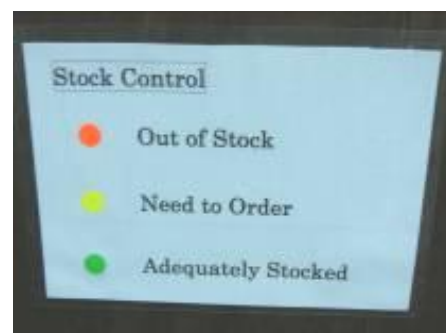 Stock Control
Out of Stock
Need to Order
Adequately Stocked